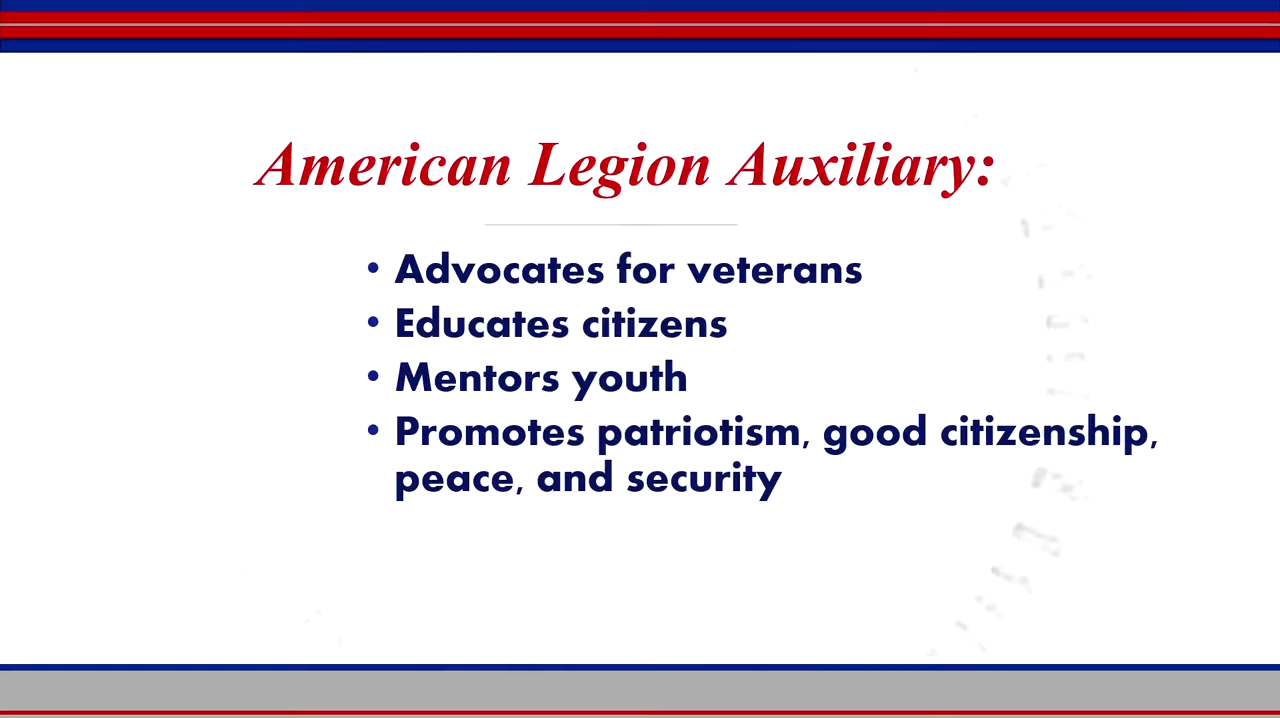 American Legion Auxiliary:
• Advocates for veterans
• Educates citizens
• Mentors youth
• Promotes patriotism, good citizenship,
peace, and security